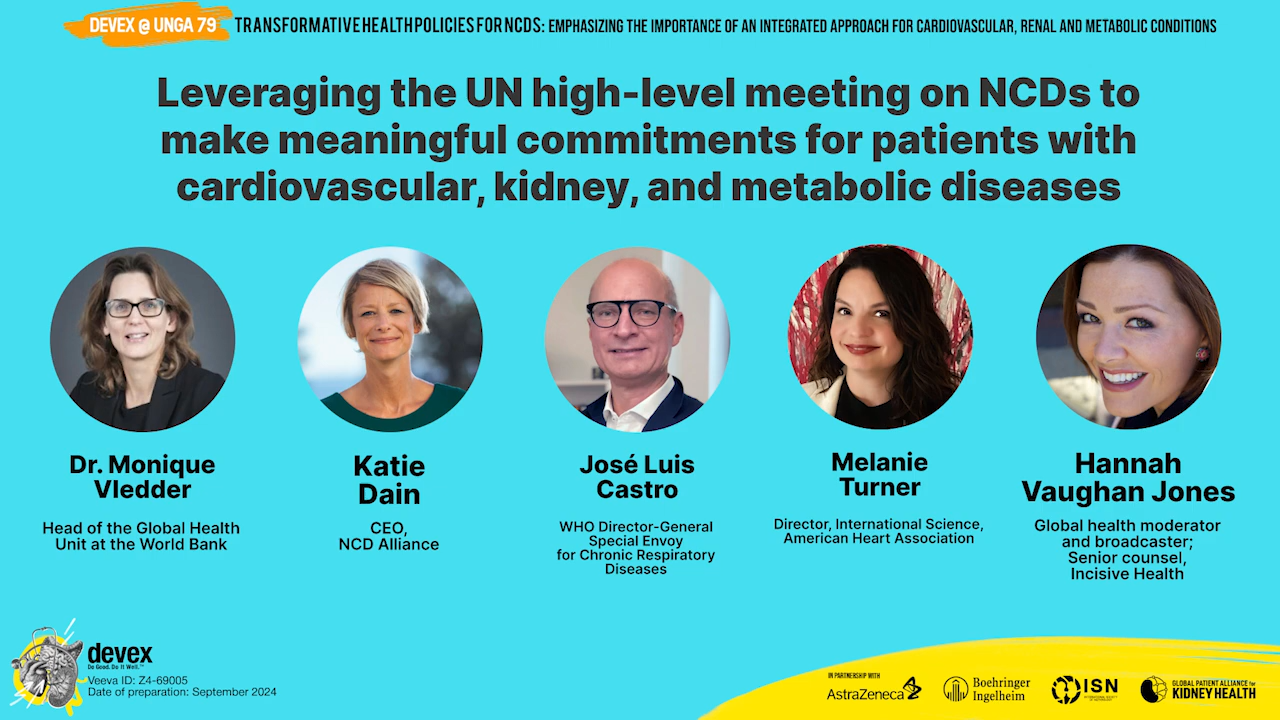 DEVEX @ UNGA 79 TRANSFORMATIVE HEALTH POLICIES FOR NCDS: EMPHASIZING THE IMPORTANCE OF AN INTEGRATED APPROACH FOR CARDIOVASCULAR, RENAL AND METABOLIC CONDITIONS
Leveraging the UN high-level meeting on NCDs to
make meaningful commitments for patients with
cardiovascular, kidney, and metabolic diseases
Dr. Monique
Vledder
Head of the Global Health
Unit at the World Bank
Katie
Dain
CEO,
NCD Alliance
José Luis
Castro
WHO Director-General
Special Envoy
for Chronic Respiratory
Diseases
Melanie
Turner
Director, International Science,
American Heart Association
Hannah
Vaughan Jones
Global health moderator
and broadcaster;
Senior counsel,
Incisive Health
devex
Do Good. Do It Well.™
Veeva ID: Z4-69005
Date of preparation: September 2024
IN PARTNERSHIP WITH
AstraZeneca
Boehringer
Ingelheim
ISN
INTERNATIONAL SOCIETY
OF NEPHROLOGY
GLOBAL PATIENT ALLIANCE for
KIDNEY HEALTH